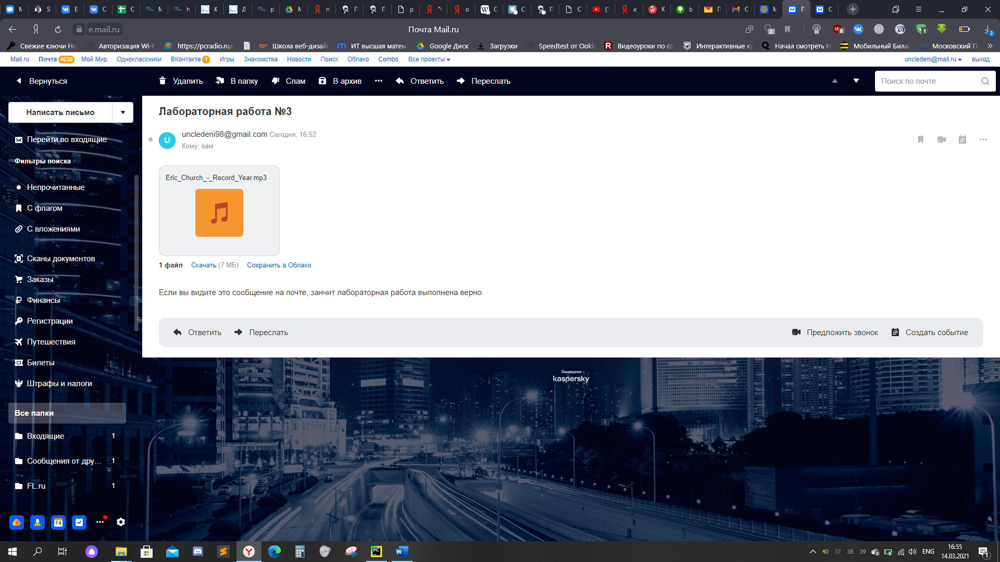 M
S
E
C
C
M
h
К
Д
р
M
п
П
П
р
"(
о
C
С
П
С
(1
к
K
b
П
С
М
П
С
e.mail.ru
Почта Mail.ru
2
8
1
3
Свежие ключи Но
Авторизация Wi-F
https://pcradio.ru/
Школа веб-дизайн
ИТ высшая матем
Google Диск
Загрузки
Speedtest от Ookla
Видеоуроки по со
Интерактивные ку
Начал смотреть Н
Мобильный Билай
Московский П
Mail.ru
Почта 4638
Мой Мир
Одноклассники
ВКонтакте 1
Игры
Знакомства
Новости
Поиск
Облако
Combo
Все проекты
uncledeni@mail.ru
выход
Вернуться
Удалить
В папку
Спам
В архив
Ответить
Переслать
Поиск по почте
Написать письмо
Перейти во входящие
Фильтры поиска
Непрочитанные
С флагом
С вложениями
Сканы документов
Заказы
Финансы
Регистрации
Путешествия
Билеты
Штрафы и налоги
Все папки
Входящие 1
Сообщения от дру... 1
FL.ru 1
14
Лабораторная работа №3
U
uncledeni98@gmail.com Сегодня, 16:52
Кому: вам
Eric_Church_-_Record_Year.mp3
1 файл Скачать (7 МБ) Сохранить в Облако
Если вы видите это сообщение на почте, занчит лабораторная работа выполнена верно
Ответить
Переслать
Предложить звонок
Создать событие
Защищено
kaspersky
40 37 38 39
ENG
16:55
14.03.2021
1